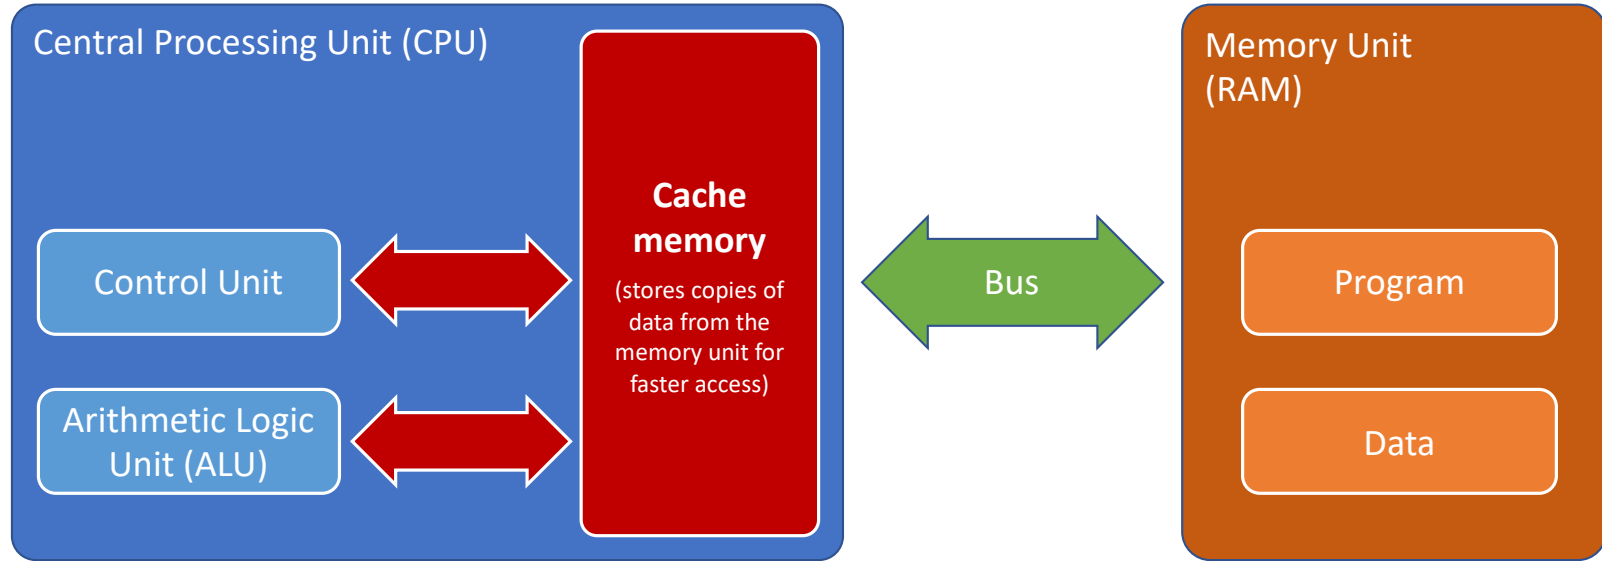 Central Processing Unit (CPU)
Cache
memory
(stores copies of
data from the
memory unit for
faster access)
Control Unit
Arithmetic Logic
Unit (ALU)
Bus
Memory Unit
(RAM)
Program
Data